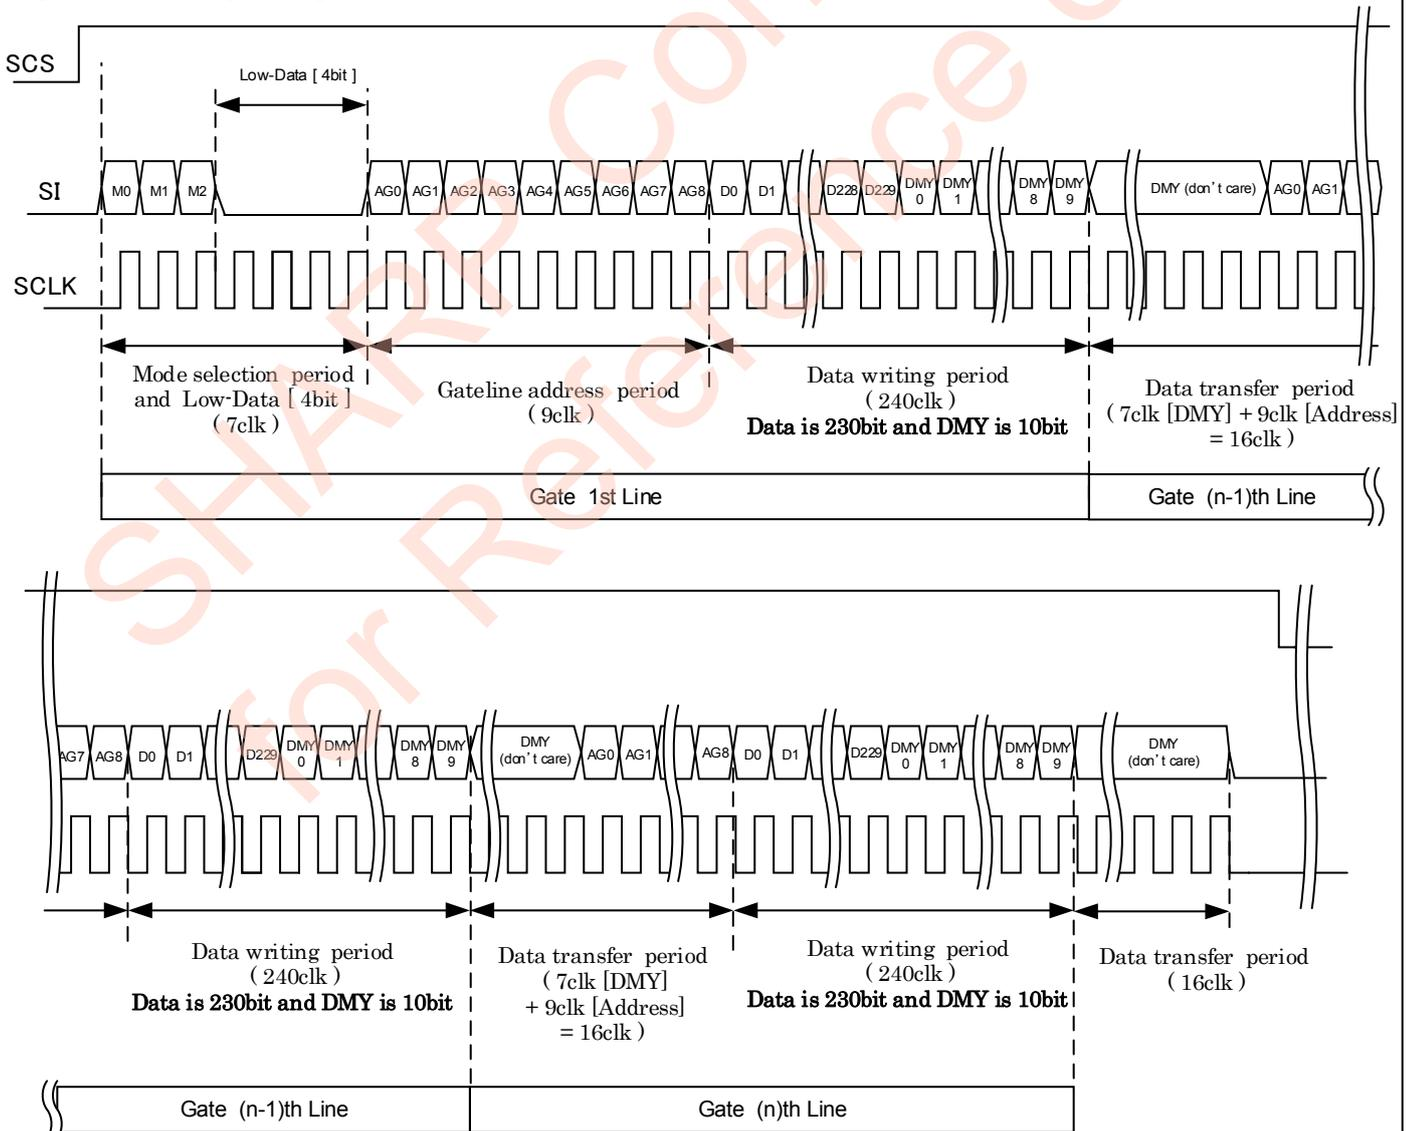 SCS
Low-Data [ 4bit ]
SI
M0 M1 M2 AG0 AG1 AG2 AG3 AG4 AG5 AG6 AG7 AG8 D0 D1 D228 D229 DMY 0 DMY 1 DMY 8 DMY 9 DMY (don't care) AG0 AG1
SCLK
Mode selection period
and Low-Data [ 4bit ]
( 7clk )
Gateline address period
( 9clk )
Data writing period
( 240clk )
Data is 230bit and DMY is 10bit
Data transfer period
( 7clk [DMY] + 9clk [Address]
= 16clk )
Gate 1st Line
Gate (n-1)th Line
AG7 AG8 D0 D1 D229 DMY 0 DMY 1 DMY 8 DMY 9 DMY (don't care) AG0 AG1 AG8 D0 D1 D229 DMY 0 DMY 1 DMY 8 DMY 9 DMY (don't care)
Data writing period
( 240clk )
Data is 230bit and DMY is 10bit
Data transfer period
( 7clk [DMY]
+ 9clk [Address]
= 16clk )
Data writing period
( 240clk )
Data is 230bit and DMY is 10bit
Data transfer period
( 16clk )
Gate (n-1)th Line
Gate (n)th Line
SHARP Con
for Reference